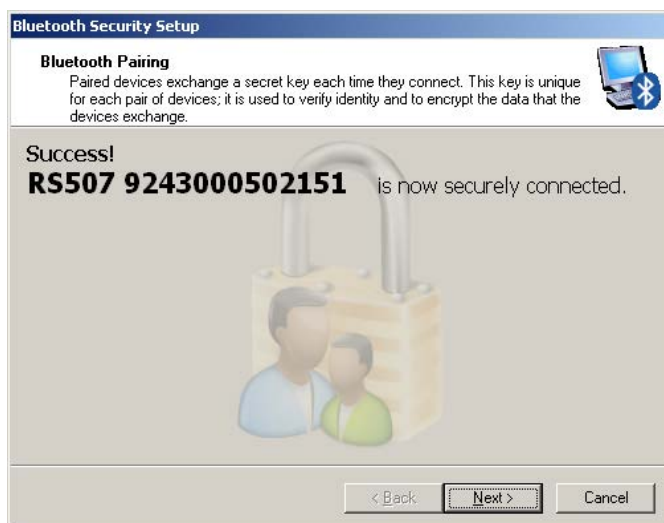 Bluetooth Security Setup
Bluetooth Pairing
Paired devices exchange a secret key each time they connect. This key is unique
for each pair of devices; it is used to verify identity and to encrypt the data that the
devices exchange.
Success!
RS507 9243000502151 is now securely connected.
< Back Next > Cancel